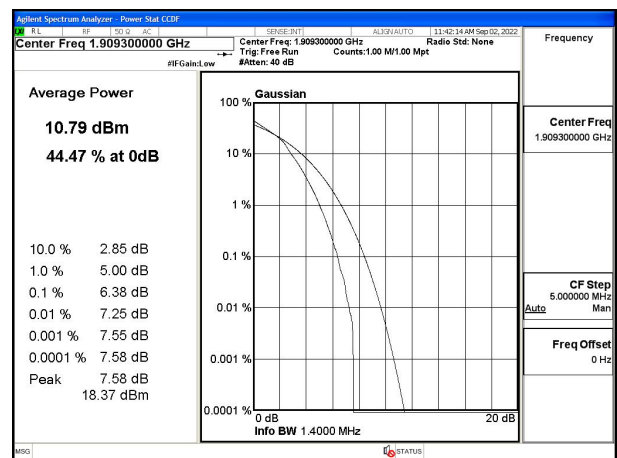 Agilent Spectrum Analyzer - Power Stat CCDF
LXI RL RF 50 Ω AC SENSE:INT ALIGN AUTO 11:42:14 AM Sep 02, 2022
Center Freq 1.909300000 GHz
Center Freq: 1.909300000 GHz Radio Std: None
Trig: Free Run Counts:1.00 M/1.00 Mpt
#IFGain:Low #Atten: 40 dB
Frequency
Average Power
10.79 dBm
44.47 % at 0dB
10.0 % 2.85 dB
1.0 % 5.00 dB
0.1 % 6.38 dB
0.01 % 7.25 dB
0.001 % 7.55 dB
0.0001 % 7.58 dB
Peak 7.58 dB
18.37 dBm
Gaussian
100 %
10 %
1 %
0.1 %
0.01 %
0.001 %
0.0001 %
0 dB 20 dB
Info BW 1.4000 MHz
Center Freq
1.909300000 GHz
CF Step
5.000000 MHz
Auto Man
Freq Offset
0 Hz
MSG STATUS